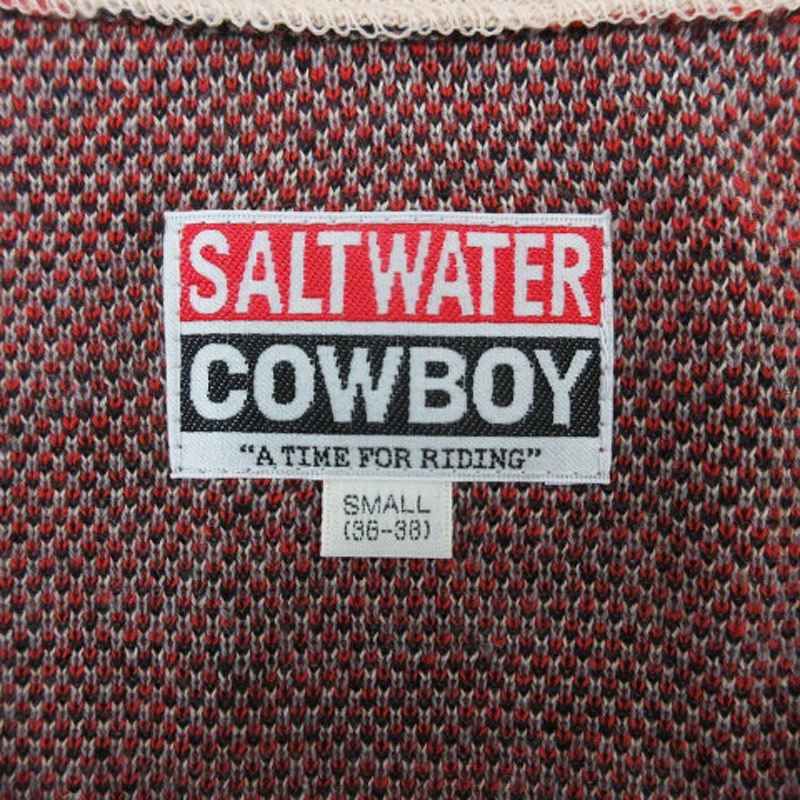 SALTWATER
COWBOY
"A TIME FOR RIDING"
SMALL
(36-38)